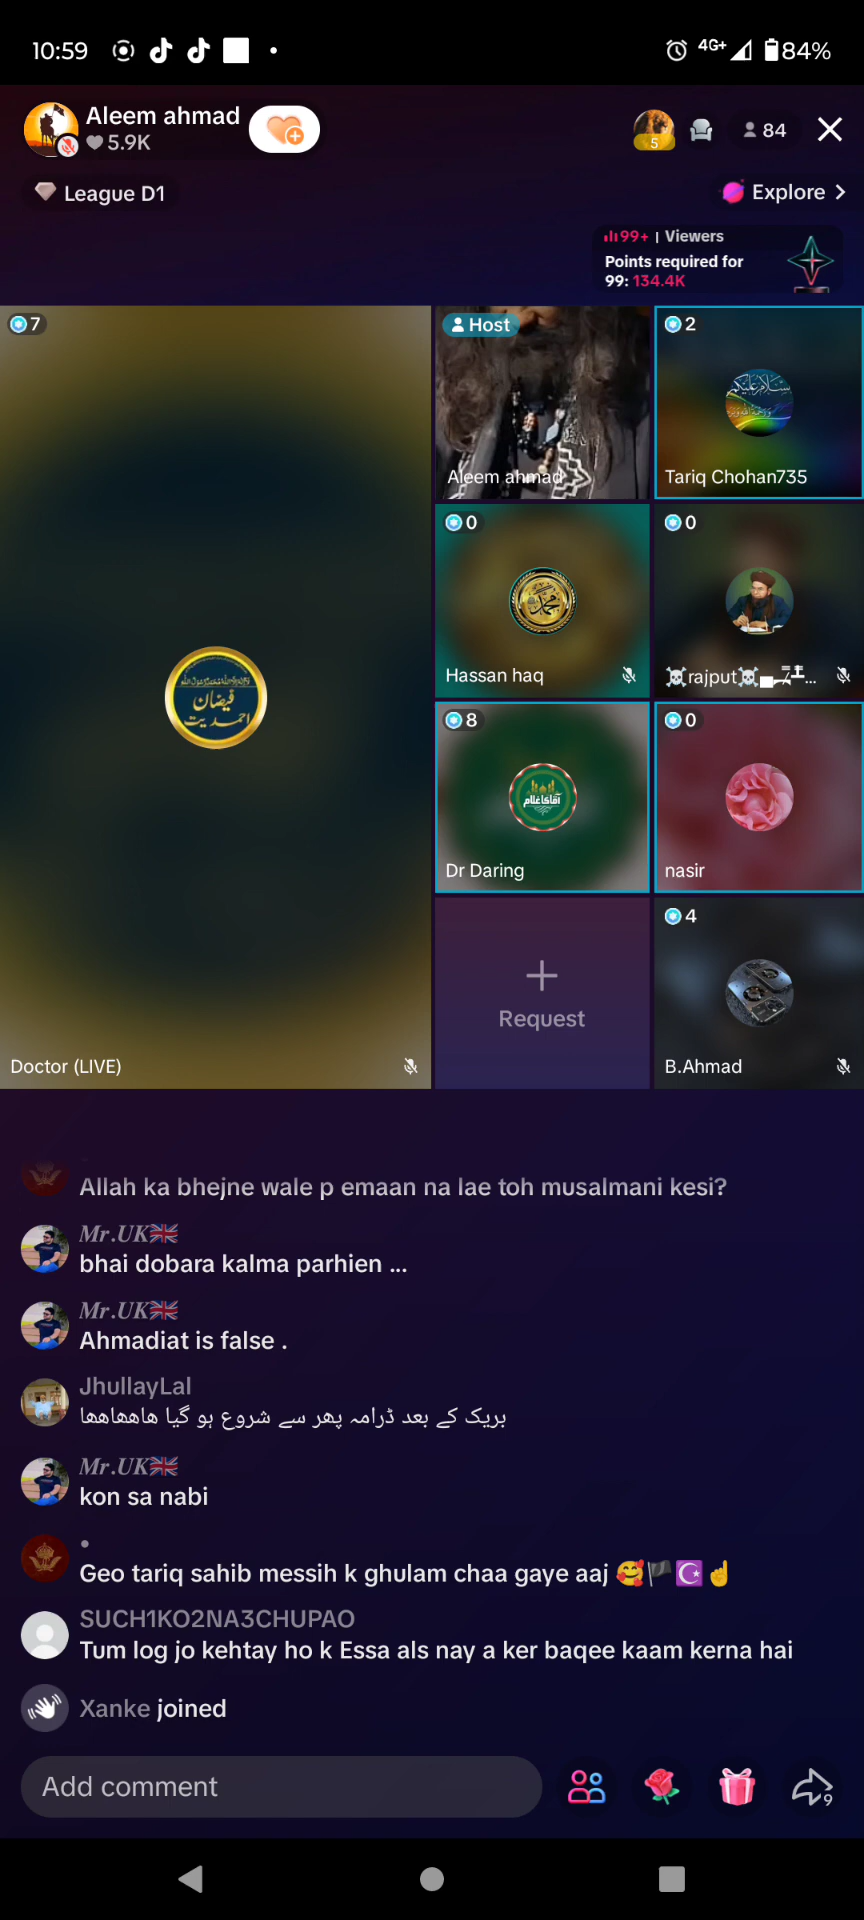 10:59
4G+
84%
Aleem ahmad
5.9K
5
84
League D1
Explore
99+ | Viewers
Points required for
99: 134.4K
7
Host
Aleem ahmad
2
Tariq Chohan735
0
Hassan haq
0
rajput
8
Dr Daring
0
nasir
فیضان
احمدیت
Doctor (LIVE)
Request
4
B.Ahmad
Allah ka bhejne wale p emaan na lae toh musalmani kesi?
Mr.UK🇬🇧
bhai dobara kalma parhien ...
Mr.UK🇬🇧
Ahmadiat is false .
JhullayLal
بریک کے بعد ڈرامہ پھر سے شروع ہو گیا هاههاهها
Mr.UK🇬🇧
kon sa nabi
•
Geo tariq sahib messih k ghulam chaa gaye aaj 🥰🏴☪️☝️
SUCH1KO2NA3CHUPAO
Tum log jo kehtay ho k Essa als nay a ker baqee kaam kerna hai
Xanke joined
Add comment
9